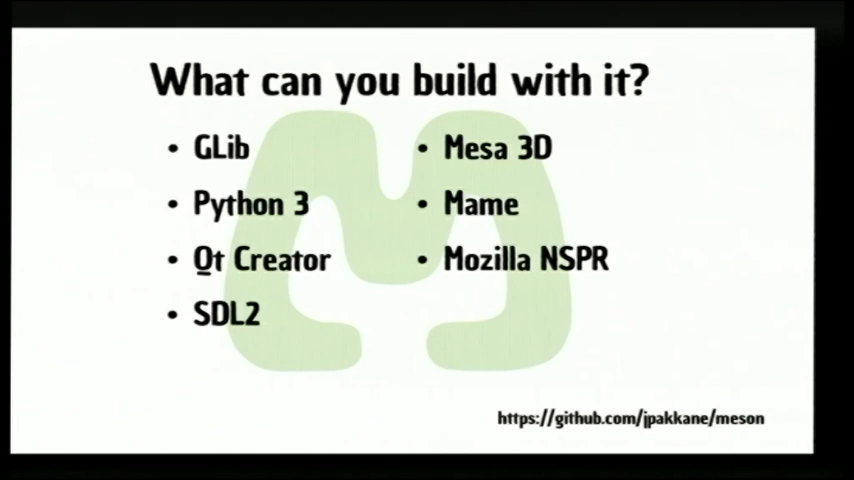 What can you build with it?
• GLib
• Python 3
• Qt Creator
• SDL2
• Mesa 3D
• Mame
• Mozilla NSPR
https://github.com/jpakkane/meson